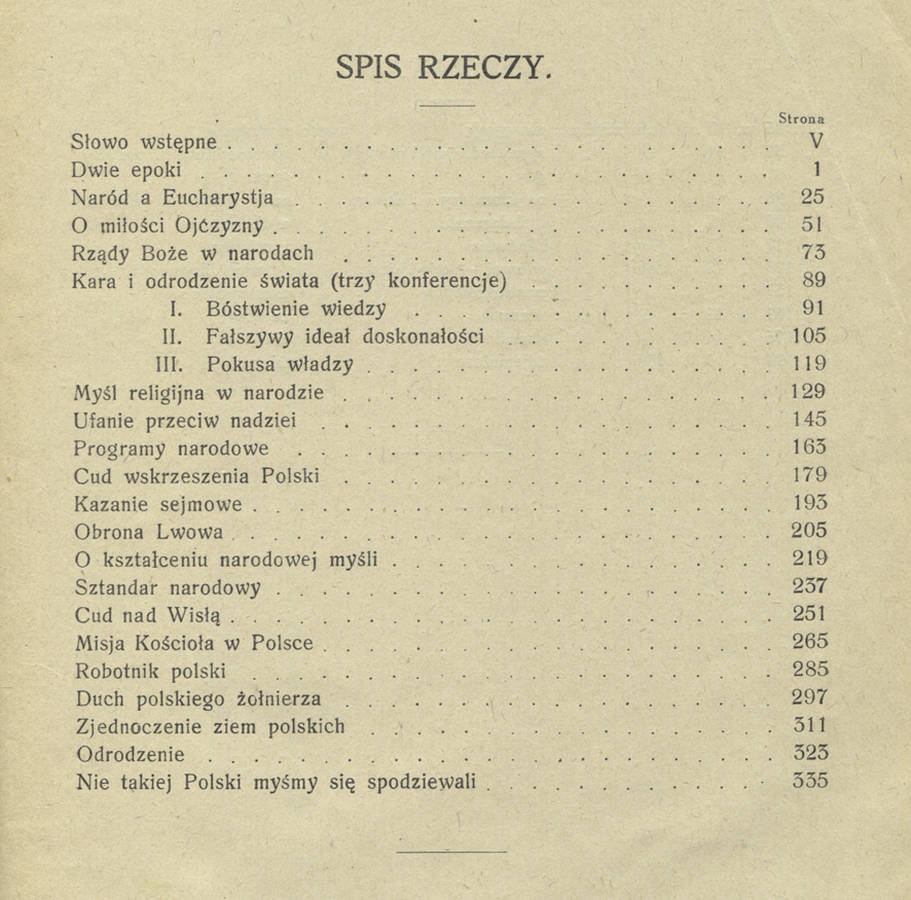 SPIS RZECZY.
Strona
Słowo wstępne . . . . . . . . . . . . . . . . . . V
Dwie epoki . . . . . . . . . . . . . . . . . . . 1
Naród a Eucharystja . . . . . . . . . . . . . . . . 25
O miłości Ojczyzny . . . . . . . . . . . . . . . . . 51
Rządy Boże w narodach . . . . . . . . . . . . . . . 73
Kara i odrodzenie świata (trzy konferencje) . . . . . . . . . 89
I. Bóstwienie wiedzy . . . . . . . . . . . . . 91
II. Fałszywy ideał doskonałości . . . . . . . . . . 105
III. Pokusa władzy . . . . . . . . . . . . . . 119
Myśl religijna w narodzie . . . . . . . . . . . . . . . 129
Ufanie przeciw nadziei . . . . . . . . . . . . . . . . 145
Programy narodowe . . . . . . . . . . . . . . . . 163
Cud wskrzeszenia Polski . . . . . . . . . . . . . . . 179
Kazanie sejmowe . . . . . . . . . . . . . . . . . . 193
Obrona Lwowa . . . . . . . . . . . . . . . . . . 205
O kształceniu narodowej myśli . . . . . . . . . . . . . 219
Sztandar narodowy . . . . . . . . . . . . . . . . . 237
Cud nad Wisłą . . . . . . . . . . . . . . . . . . 251
Misja Kościoła w Polsce . . . . . . . . . . . . . . . 265
Robotnik polski . . . . . . . . . . . . . . . . . . 285
Duch polskiego żołnierza . . . . . . . . . . . . . . . 297
Zjednoczenie ziem polskich . . . . . . . . . . . . . 311
Odrodzenie . . . . . . . . . . . . . . . . . . . 323
Nie takiej Polski myśmy się spodziewali . . . . . . . . . . 335